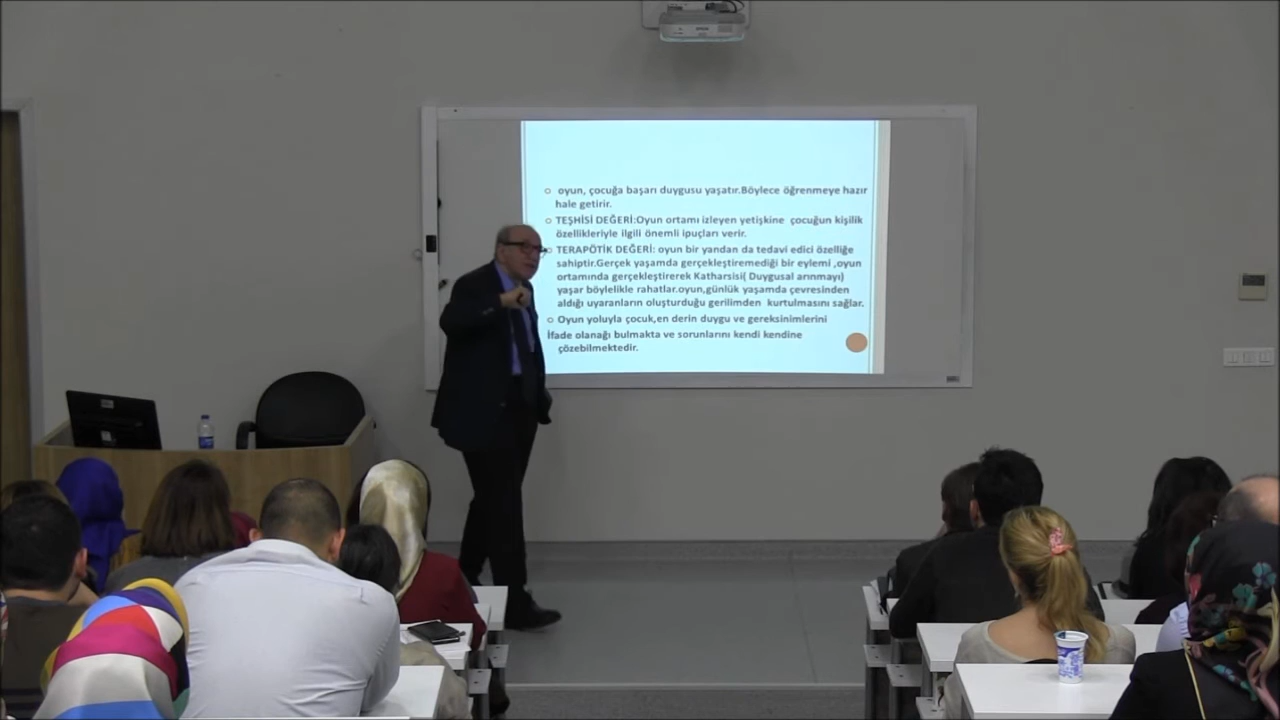 oyun, çocuğa başarı duygusu yaşatır.Böylece öğrenmeye hazır
hale getirir.
TEŞHİSİ DEĞERİ:Oyun ortamı izleyen yetişkine çocuğun kişilik
özellikleriyle ilgili önemli ipuçları verir.
TERAPÖTİK DEĞERİ: oyun bir yandan da tedavi edici özelliğe
sahiptir.Gerçek yaşamda gerçekleştiremediği bir eylemi ,oyun
ortamında gerçekleştirerek Katharsisi( Duygusal arınmayı)
yaşar böylelikle rahatlar.oyun,günlük yaşamda çevresinden
aldığı uyaranların oluşturduğu gerilimden kurtulmasını sağlar.
Oyun yoluyla çocuk,en derin duygu ve gereksinimlerini
İfade olanağı bulmakta ve sorunlarını kendi kendine
çözebilmektedir.